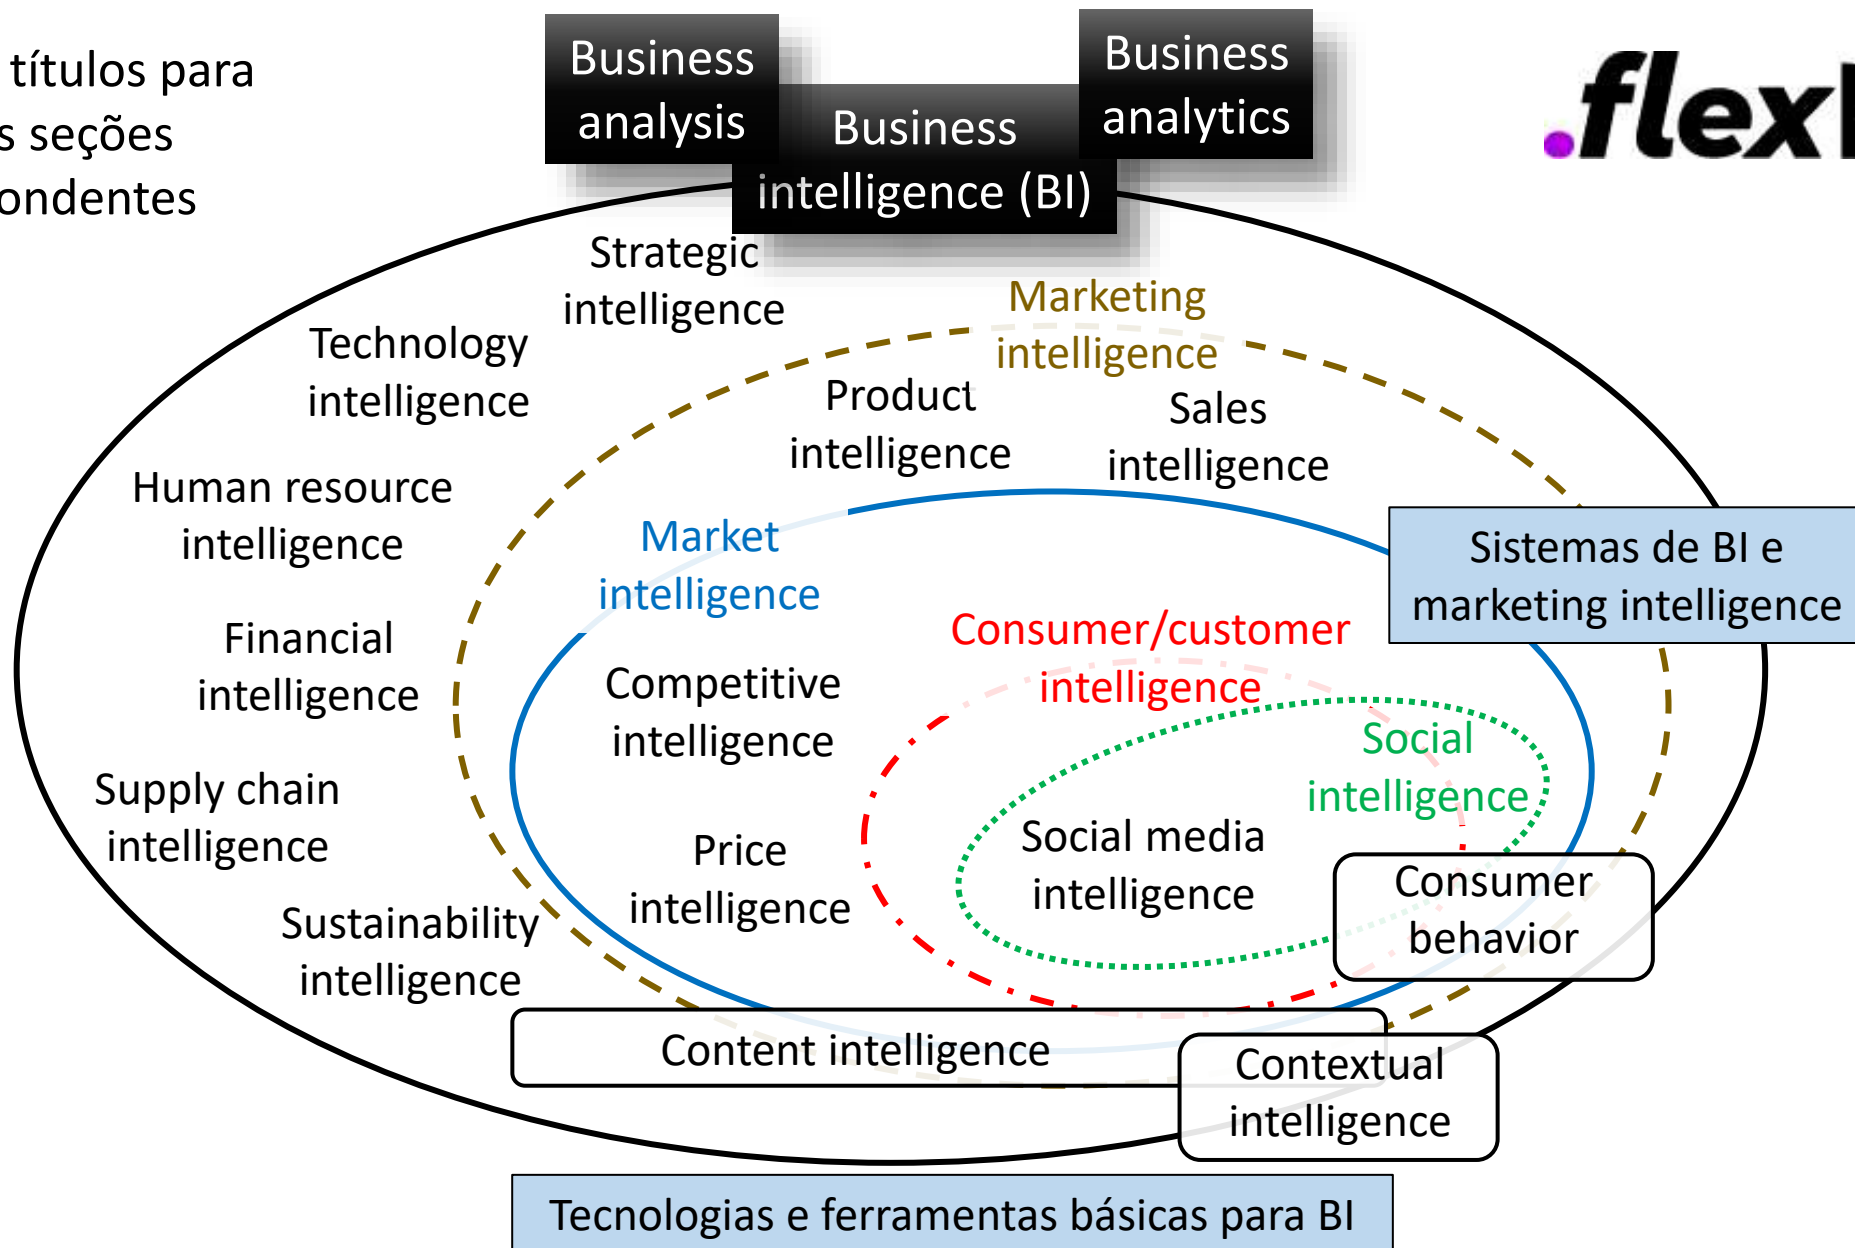 títulos para
s seções
ondentes
Business
analysis
Business
intelligence (BI)
Business
analytics
.flex
Strategic
intelligence
Marketing
intelligence
Technology
intelligence
Product
intelligence
Sales
intelligence
Human resource
intelligence
Market
intelligence
Sistemas de BI e
marketing intelligence
Financial
intelligence
Consumer/customer
intelligence
Competitive
intelligence
Social
intelligence
Supply chain
intelligence
Price
intelligence
Social media
intelligence
Consumer
behavior
Sustainability
intelligence
Content intelligence
Contextual
intelligence
Tecnologias e ferramentas básicas para BI